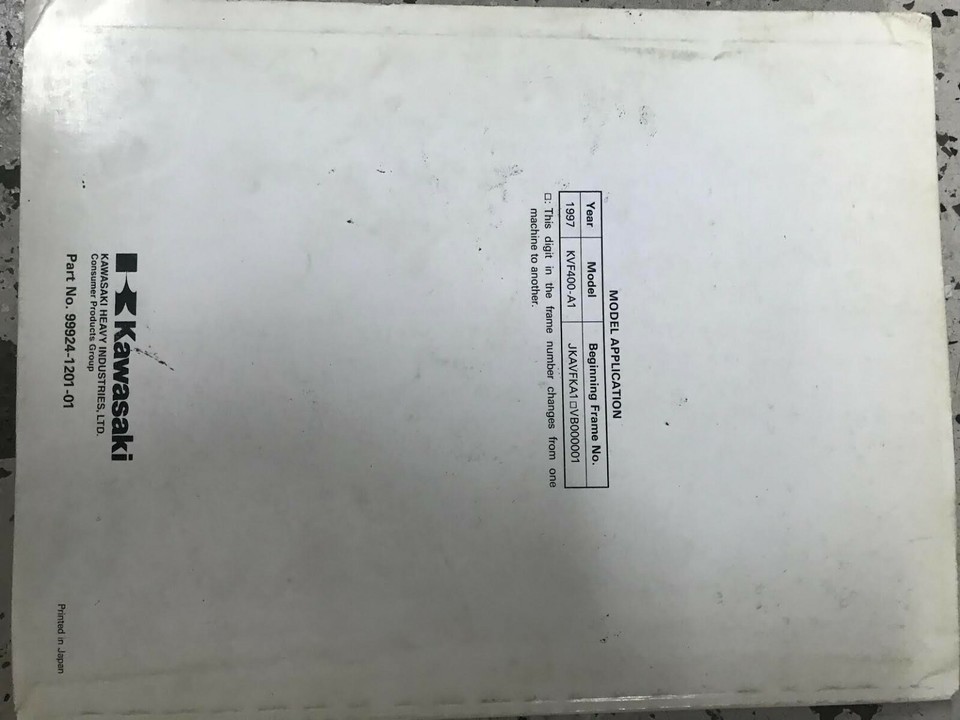 MODEL APPLICATION
Year Model Beginning Frame No.
1997 KVF400-A1 JKAVFKA1□VB000001
□: This digit in the frame number changes from one
machine to another.
Kawasaki
KAWASAKI HEAVY INDUSTRIES, LTD.
Consumer Products Group
Part No. 99924-1201-01
Printed in Japan